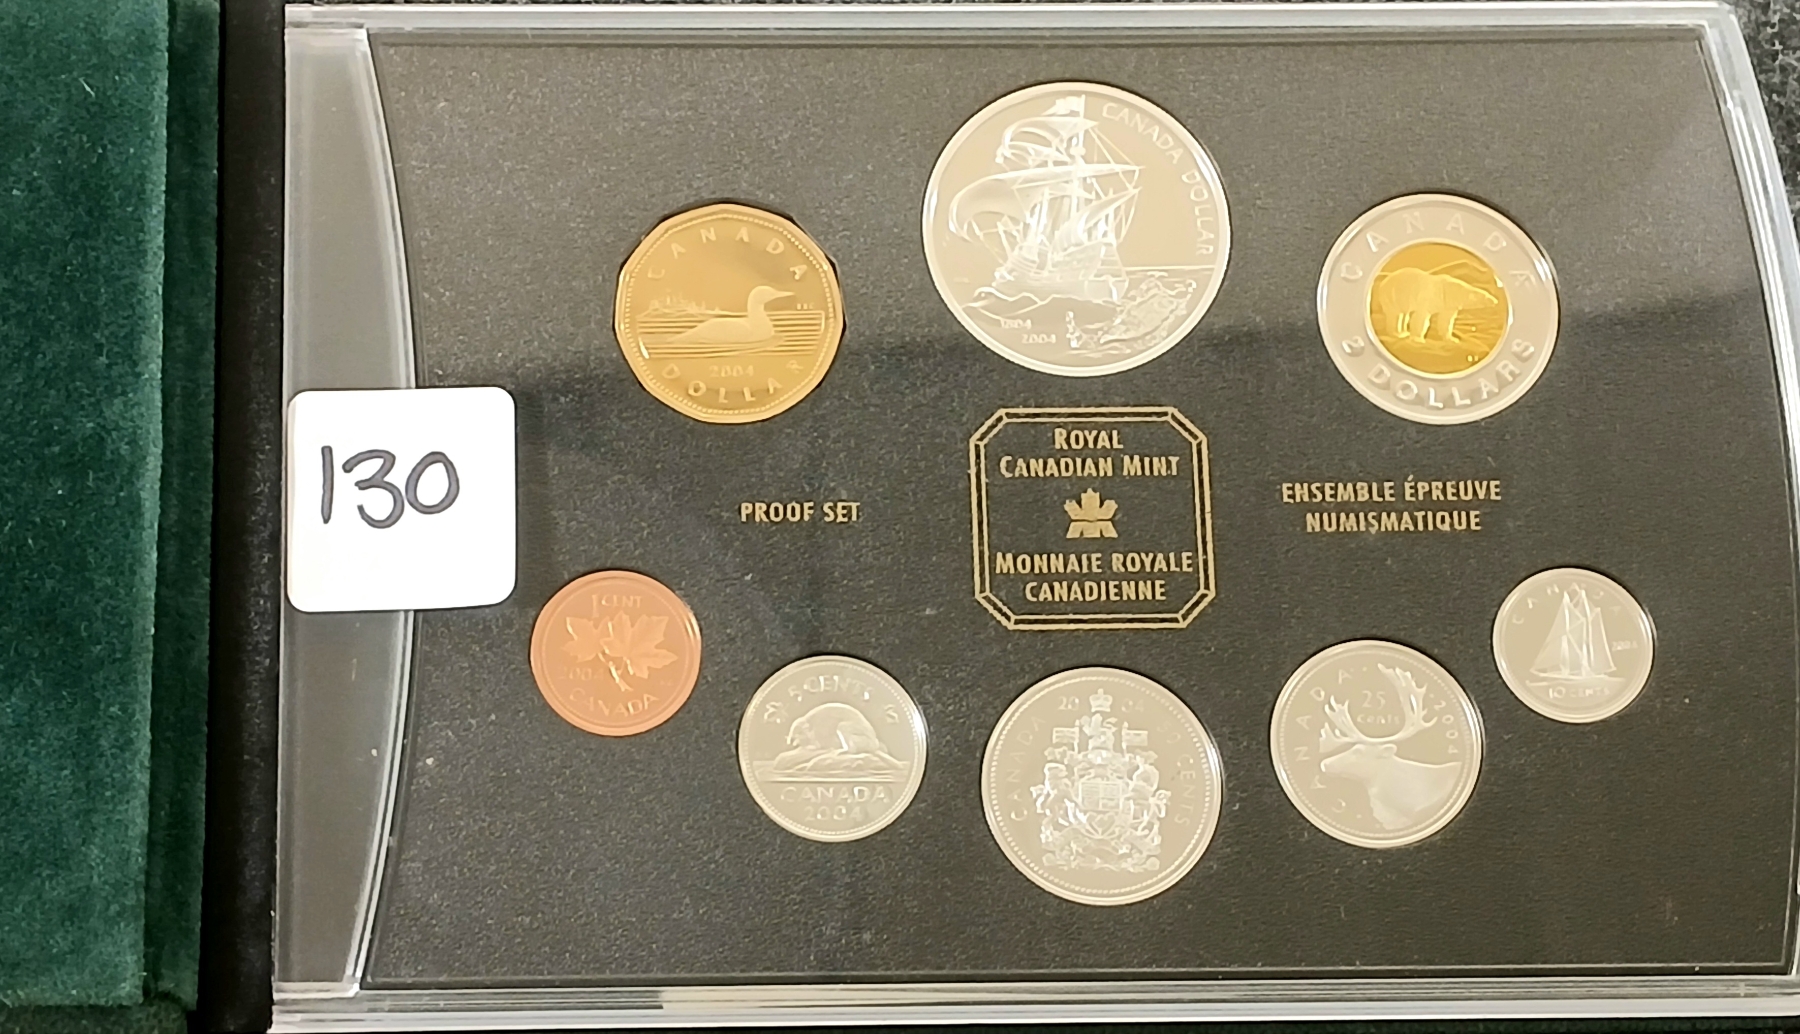 CANADA DOLLAR
1604
2004
CANADA
2004
DOLLAR
CANADA
2 DOLLARS
130
ROYAL
CANADIAN MINT
MONNAIE ROYALE
CANADIENNE
PROOF SET
ENSEMBLE ÉPREUVE
NUMISMATIQUE
1 CENT
2004
CANADA
5 CENTS
CANADA
2004
2004
CANADA 50 CENTS
CANADA
25
Cents
2004
CANADA
2004
10 CENTS